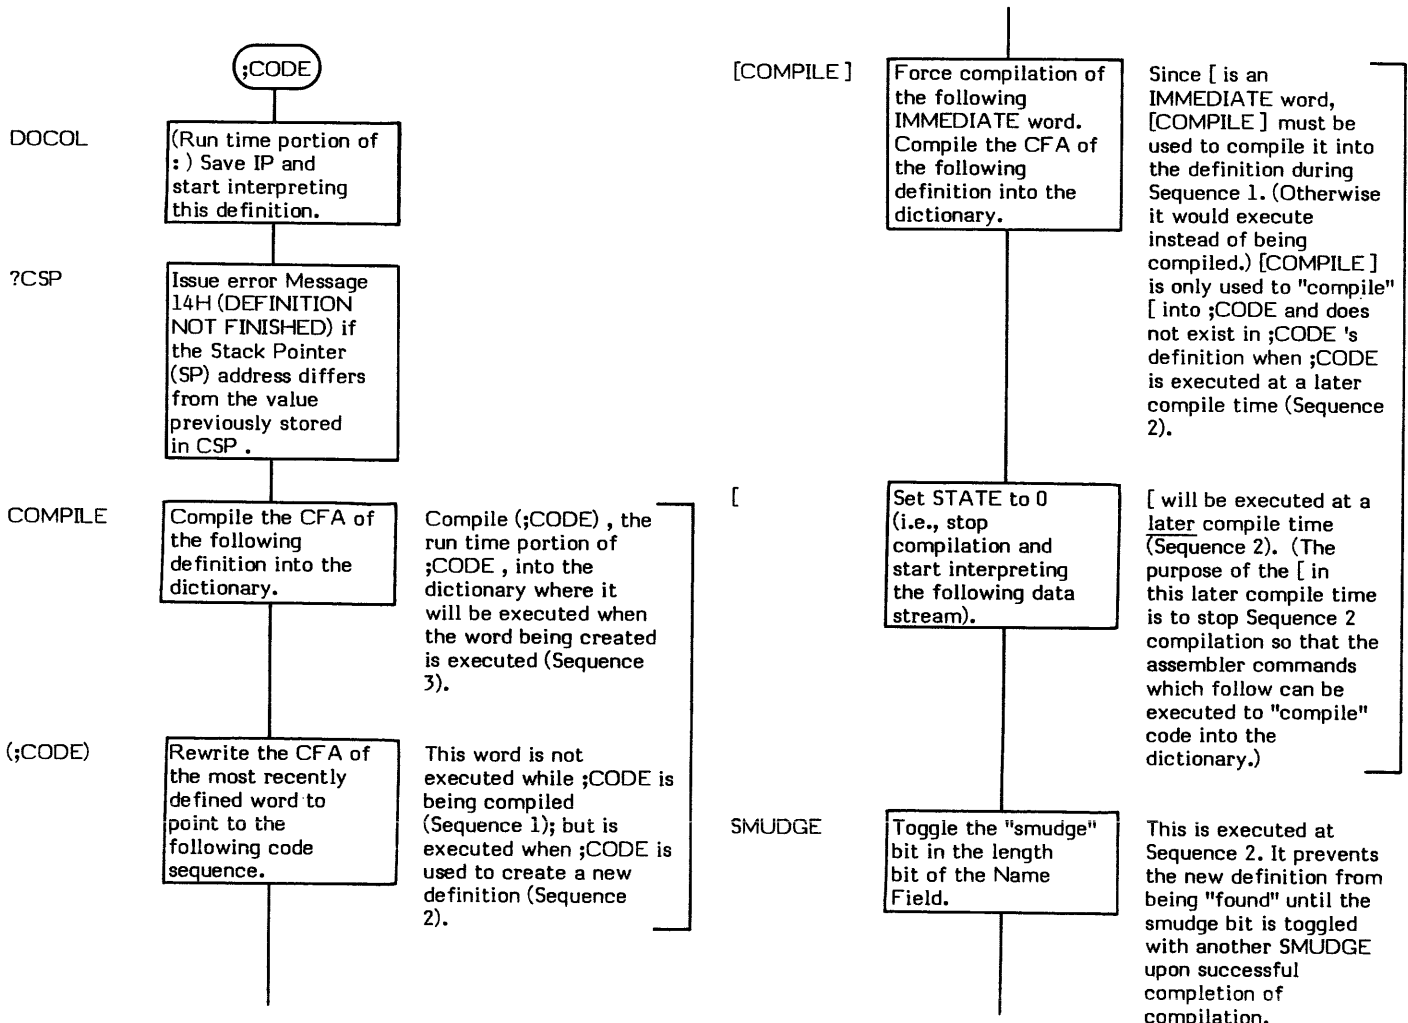 ;CODE
DOCOL
(Run time portion of
: ) Save IP and
start interpreting
this definition.
?CSP
Issue error Message
14H (DEFINITION
NOT FINISHED) if
the Stack Pointer
(SP) address differs
from the value
previously stored
in CSP .
COMPILE
Compile the CFA of
the following
definition into the
dictionary.
Compile (;CODE) , the
run time portion of
;CODE , into the
dictionary where it
will be executed when
the word being created
is executed (Sequence
3).
(;CODE)
Rewrite the CFA of
the most recently
defined word to
point to the
following code
sequence.
This word is not
executed while ;CODE is
being compiled
(Sequence 1); but is
executed when ;CODE is
used to create a new
definition (Sequence
2).
[COMPILE ]
Force compilation of
the following
IMMEDIATE word.
Compile the CFA of
the following
definition into the
dictionary.
Since [ is an
IMMEDIATE word,
[COMPILE ] must be
used to compile it into
the definition during
Sequence 1. (Otherwise
it would execute
instead of being
compiled.) [COMPILE ]
is only used to "compile"
[ into ;CODE and does
not exist in ;CODE 's
definition when ;CODE
is executed at a later
compile time (Sequence
2).
[
Set STATE to 0
(i.e., stop
compilation and
start interpreting
the following data
stream).
[ will be executed at a
later compile time
(Sequence 2). (The
purpose of the [ in
this later compile time
is to stop Sequence 2
compilation so that the
assembler commands
which follow can be
executed to "compile"
code into the
dictionary.)
SMUDGE
Toggle the "smudge"
bit in the length
bit of the Name
Field.
This is executed at
Sequence 2. It prevents
the new definition from
being "found" until the
smudge bit is toggled
with another SMUDGE
upon successful
completion of
compilation.